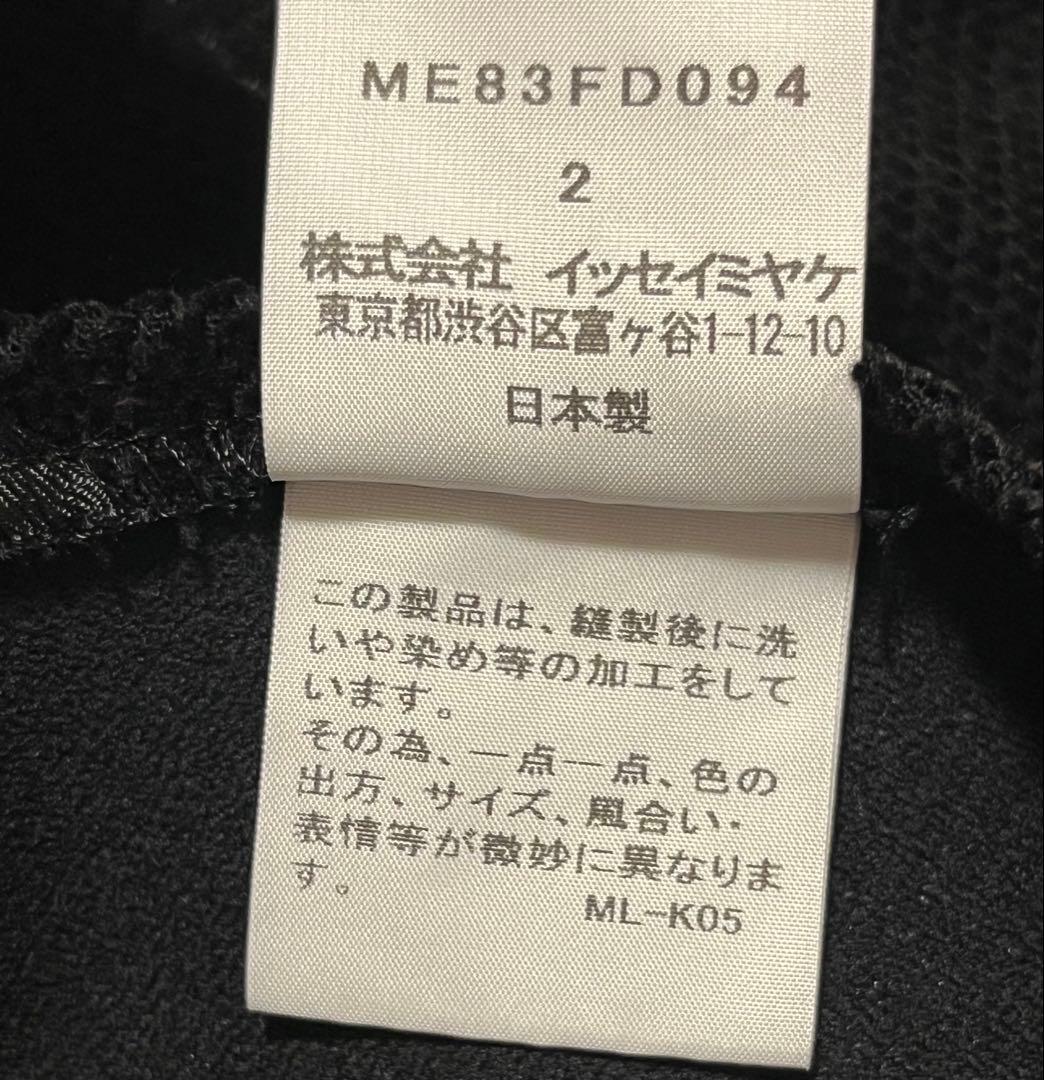 ME83FD094
2
株式会社 イッセイミヤケ
東京都渋谷区富ヶ谷1-12-10
日本製
この製品は、縫製後に洗
いや染め等の加工をして
います。
その為、一点一点、色の
出方、サイズ、風合い・
表情等が微妙に異なりま
す。
ML-K05